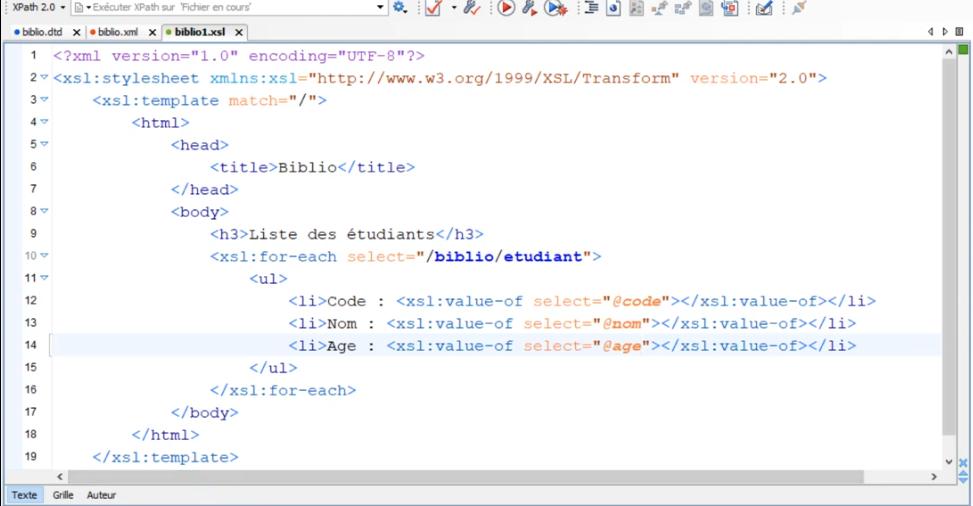 XPath 2.0 Exécuter XPath sur 'Fichier en cours'
biblio.dtd biblio.xml biblio1.xsl
1 <?xml version="1.0" encoding="UTF-8"?>
2 <xsl:stylesheet xmlns:xsl="http://www.w3.org/1999/XSL/Transform" version="2.0">
3 <xsl:template match="/">
4 <html>
5 <head>
6 <title>Biblio</title>
7 </head>
8 <body>
9 <h3>Liste des étudiants</h3>
10 <xsl:for-each select="/biblio/etudiant">
11 <ul>
12 <li>Code : <xsl:value-of select="@code"></xsl:value-of></li>
13 <li>Nom : <xsl:value-of select="@nom"></xsl:value-of></li>
14 <li>Age : <xsl:value-of select="@age"></xsl:value-of></li>
15 </ul>
16 </xsl:for-each>
17 </body>
18 </html>
19 </xsl:template>
Texte Grille Auteur